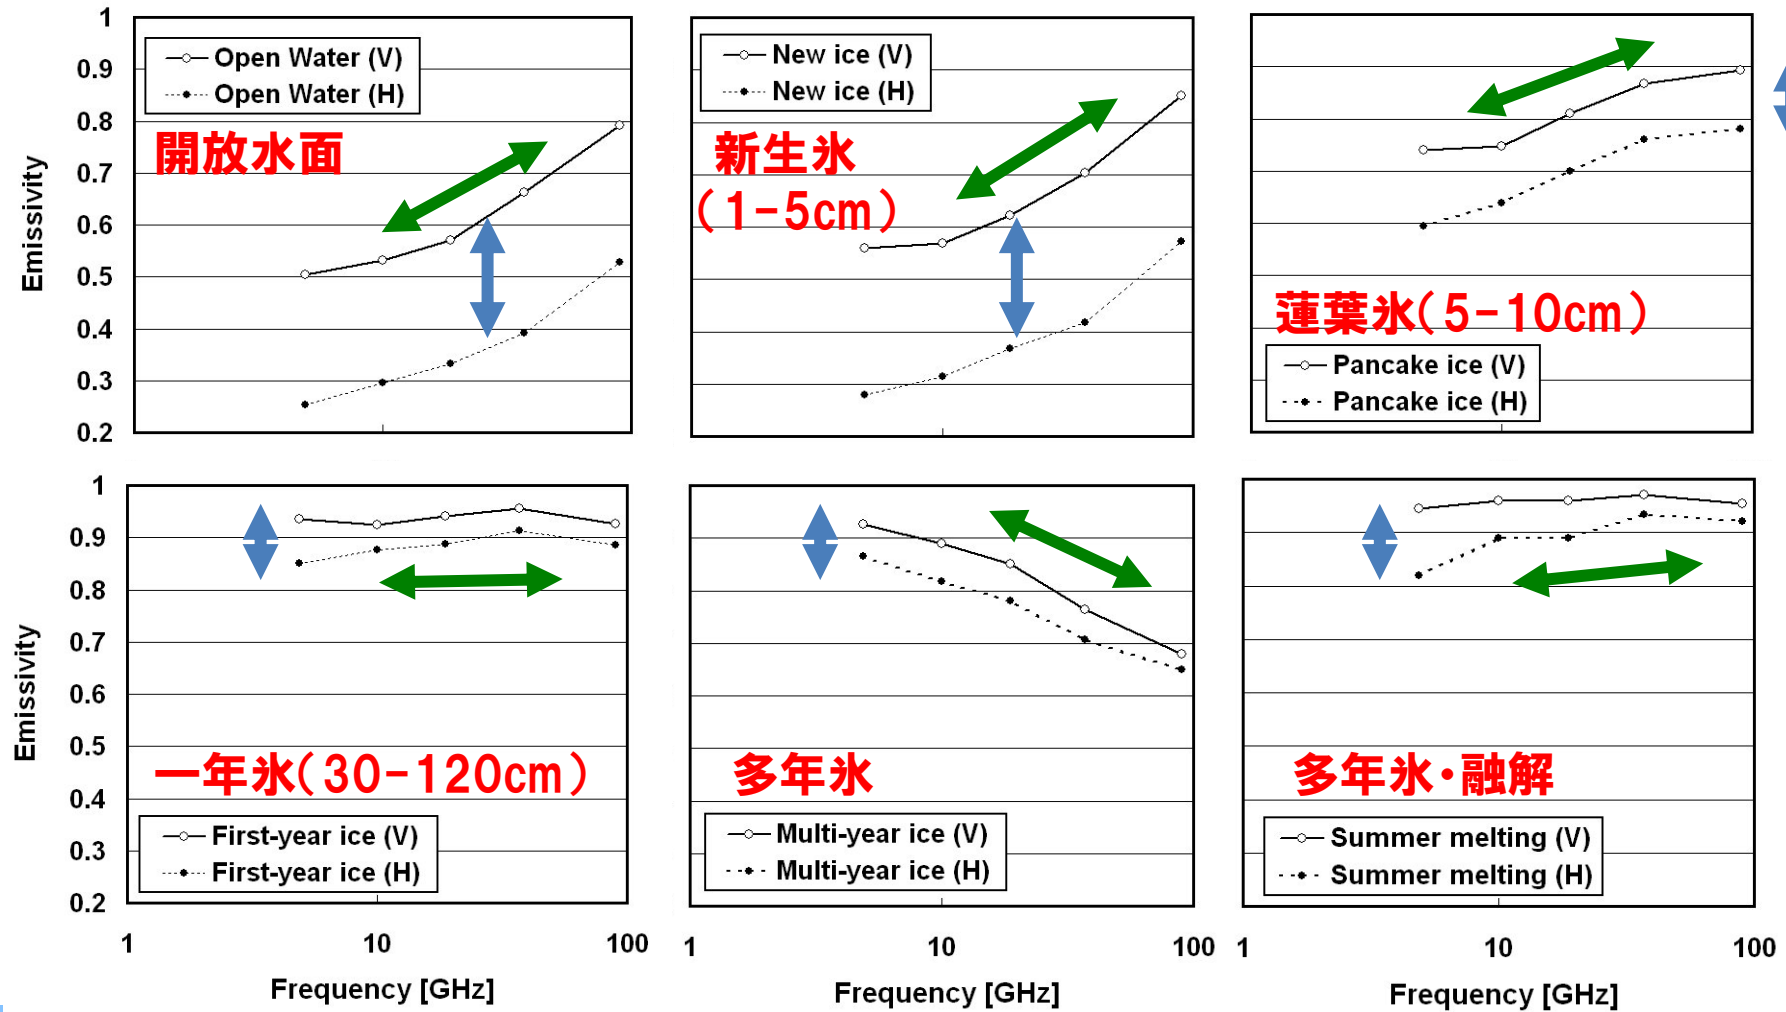 1
0.9
0.8
0.7
0.6
0.5
0.4
0.3
0.2
Emissivity
Open Water (V)
Open Water (H)
開放水面
New ice (V)
New ice (H)
新生氷
（1-5cm）
蓮葉氷（5-10cm）
Pancake ice (V)
Pancake ice (H)
1
0.9
0.8
0.7
0.6
0.5
0.4
0.3
0.2
Emissivity
一年氷（30-120cm）
First-year ice (V)
First-year ice (H)
1 10 100
Frequency [GHz]
多年氷
Multi-year ice (V)
Multi-year ice (H)
1 10 100
Frequency [GHz]
多年氷・融解
Summer melting (V)
Summer melting (H)
1 10 100
Frequency [GHz]